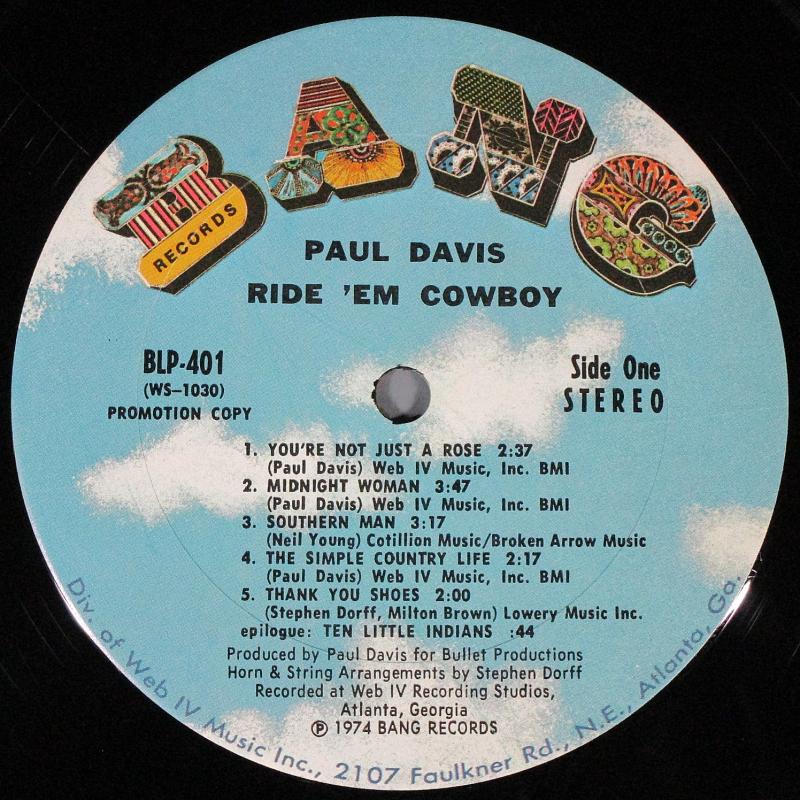 BANG
RECORDS
PAUL DAVIS
RIDE 'EM COWBOY
BLP-401
(WS-1030)
PROMOTION COPY
Side One
STEREO
1. YOU'RE NOT JUST A ROSE 2:37
(Paul Davis) Web IV Music, Inc. BMI
2. MIDNIGHT WOMAN 3:47
(Paul Davis) Web IV Music, Inc. BMI
3. SOUTHERN MAN 3:17
(Neil Young) Cotillion Music/Broken Arrow Music
4. THE SIMPLE COUNTRY LIFE 2:17
(Paul Davis) Web IV Music, Inc. BMI
5. THANK YOU SHOES 2:00
(Stephen Dorff, Milton Brown) Lowery Music Inc.
epilogue: TEN LITTLE INDIANS :44
Produced by Paul Davis for Bullet Productions
Horn & String Arrangements by Stephen Dorff
Recorded at Web IV Recording Studios,
Atlanta, Georgia
℗ 1974 BANG RECORDS
Div. of Web IV Music Inc., 2107 Faulkner Rd., N.E., Atlanta, Ga.